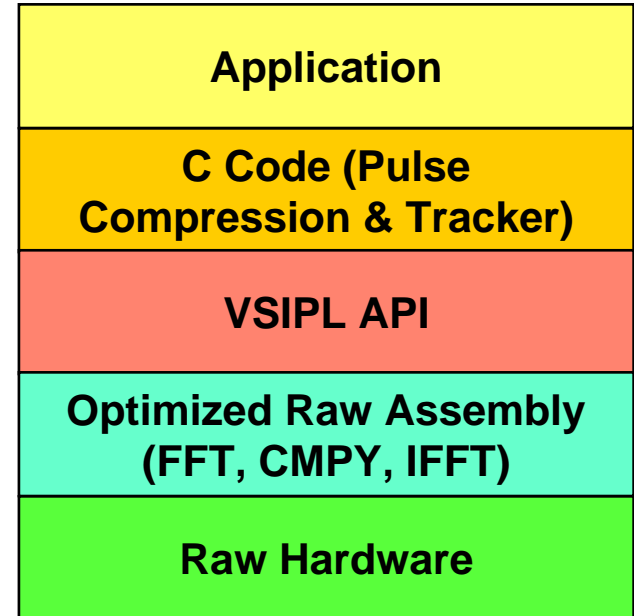 Application
C Code (Pulse
Compression & Tracker)
VSIPL API
Optimized Raw Assembly
(FFT, CMPY, IFFT)
Raw Hardware